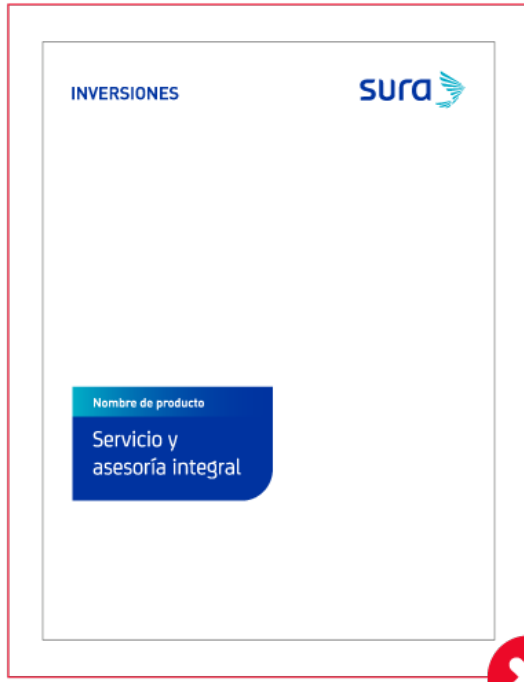 INVERSIONES
sura
Nombre de producto
Servicio y
asesoría integral